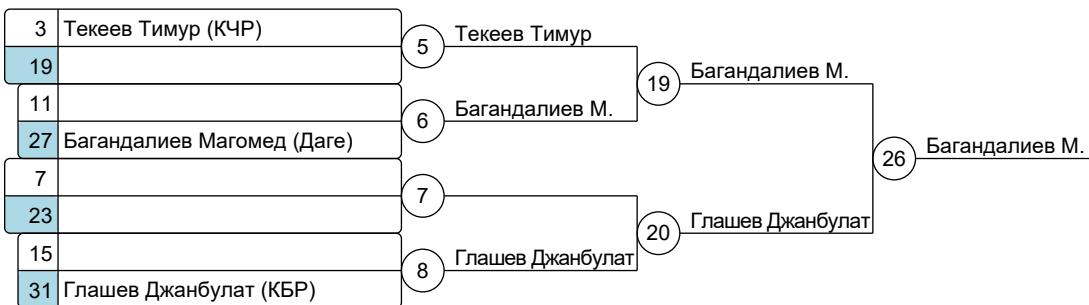 3 Текеев Тимур (КЧР)
5 Текеев Тимур
19
19 Багандалиев М.
11
6 Багандалиев М.
27 Багандалиев Магомед (Даге)
26 Багандалиев М.
7
7
23
20 Глашев Джанбулат
15
8 Глашев Джанбулат
31 Глашев Джанбулат (КБР)